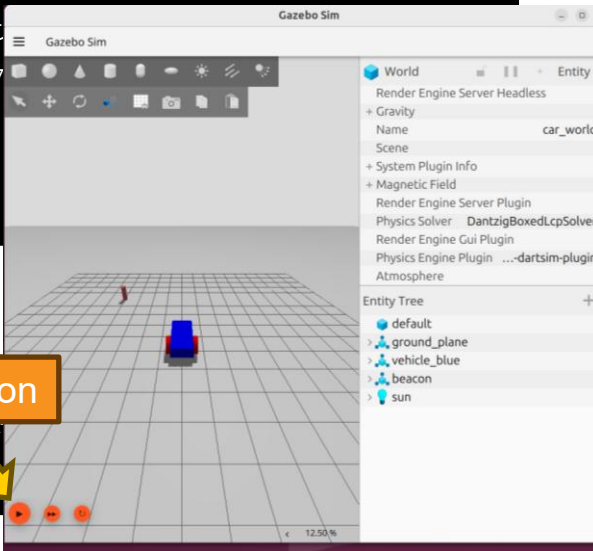 Gazebo Sim
Gazebo Sim
World Entity
Render Engine Server Headless
+ Gravity
Name car_world
Scene
+ System Plugin Info
+ Magnetic Field
Render Engine Server Plugin
Physics Solver DantzigBoxedLcpSolver
Render Engine Gui Plugin
Physics Engine Plugin ...-dartsim-plugin
Atmosphere
Entity Tree +
default
> ground_plane
> vehicle_blue
> beacon
> sun
on
‹ 12.50 %